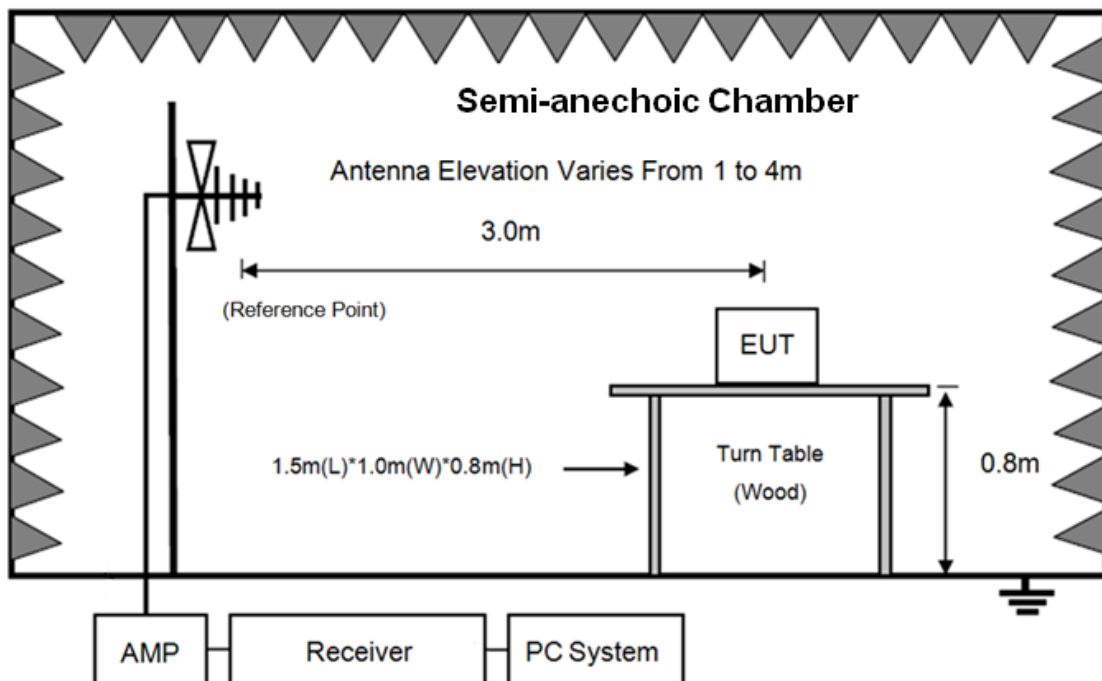 Semi-anechoic Chamber
Antenna Elevation Varies From 1 to 4m
3.0m
(Reference Point)
EUT
1.5m(L)*1.0m(W)*0.8m(H)
Turn Table
(Wood)
0.8m
AMP
Receiver
PC System